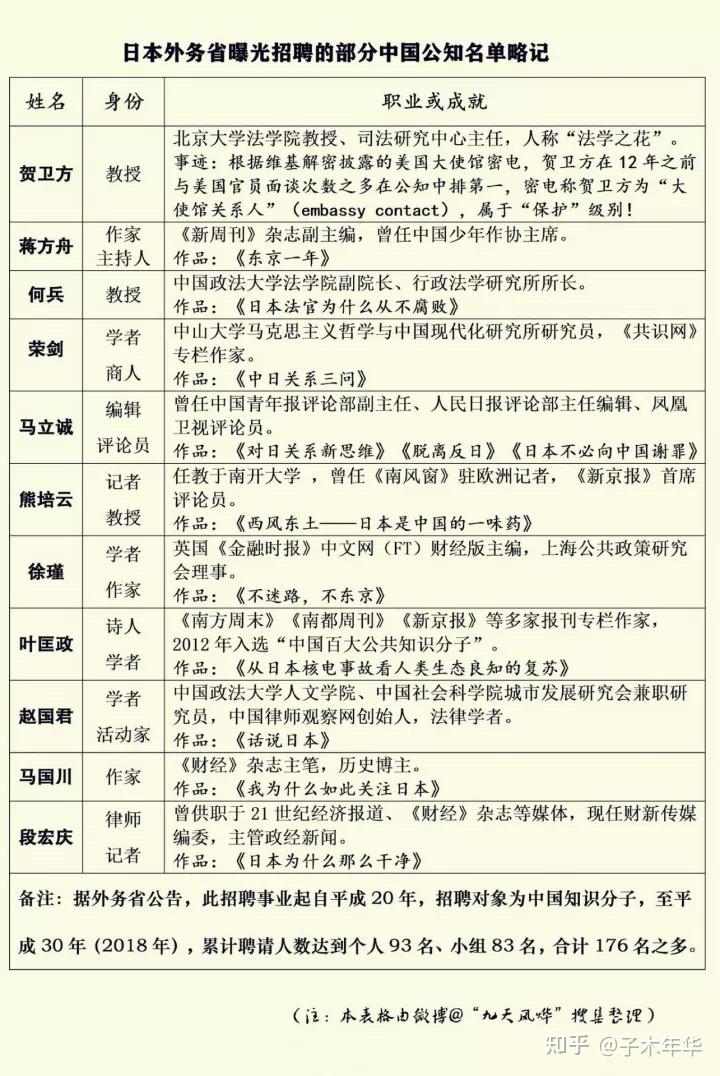 日本外务省曝光招聘的部分中国公知名单略记
姓名 身份 职业或成就
贺卫方 教授
北京大学法学院教授、司法研究中心主任，人称“法学之花”。
事迹：根据维基解密披露的美国大使馆密电，贺卫方在12年之前
与美国官员面谈次数之多在公知中排第一，密电称贺卫方为“大
使馆关系人”（embassy contact），属于“保护”级别！
蒋方舟
作家
主持人
《新周刊》杂志副主编，曾任中国少年作协主席。
作品：《东京一年》
何兵 教授
中国政法大学法学院副院长、行政法学研究所所长。
作品：《日本法官为什么从不腐败》
荣剑
学者
商人
中山大学马克思主义哲学与中国现代化研究所研究员，《共识网》
专栏作家。
作品：《中日关系三问》
马立诚
编辑
评论员
曾任中国青年报评论部副主任、人民日报评论部主任编辑、凤凰
卫视评论员。
作品：《对日关系新思维》《脱离反日》《日本不必向中国谢罪》
熊培云
记者
教授
任教于南开大学 ，曾任《南风窗》驻欧洲记者，《新京报》首席
评论员。
作品：《西风东土——日本是中国的一味药》
徐瑾
学者
作家
英国《金融时报》中文网（FT）财经版主编，上海公共政策研究
会理事。
作品：《不迷路，不东京》
叶匡政
诗人
学者
《南方周末》《南都周刊》《新京报》等多家报刊专栏作家，
2012年入选“中国百大公共知识分子”。
作品：《从日本核电事故看人类生态良知的复苏》
赵国君
学者
活动家
中国政法大学人文学院、中国社会科学院城市发展研究会兼职研
究员，中国律师观察网创始人，法律学者。
作品：《话说日本》
马国川 作家
《财经》杂志主笔，历史博主。
作品：《我为什么如此关注日本》
段宏庆
律师
记者
曾供职于21世纪经济报道、《财经》杂志等媒体，现任财新传媒
编委，主管政经新闻。
作品：《日本为什么那么干净》
备注：据外务省公告，此招聘事业起自平成20年，招聘对象为中国知识分子，至平
成30年（2018年），累计聘请人数达到个人93名、小组83名，合计176名之多。
（注：本表格由微博@“九天风烨”搜集整理）
知乎 @子木年华